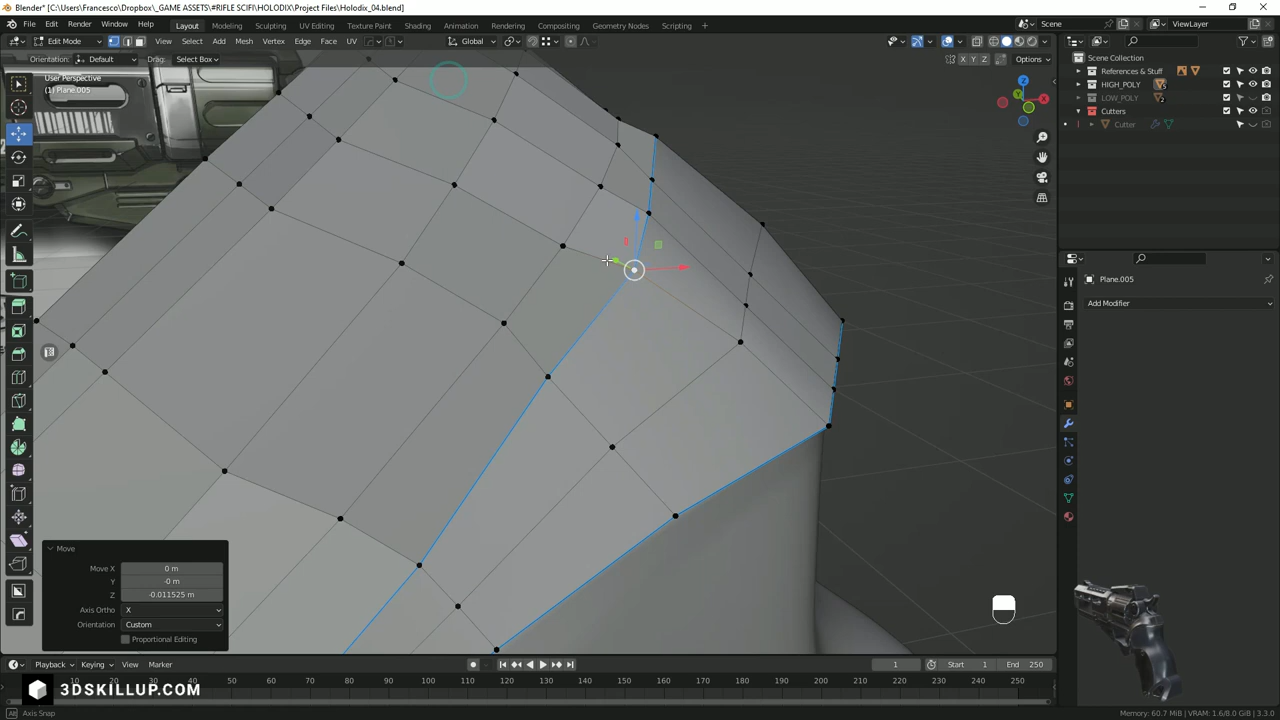 Blender* [C:\Users\Francesco\Dropbox\_GAME ASSETS\#RIFLE SCIFI\HOLODIX\Project Files\Holodix_04.blend]
File Edit Render Window Help Layout Modeling Sculpting UV Editing Texture Paint Shading Animation Rendering Compositing Geometry Nodes Scripting Scene ViewLayer
Edit Mode View Select Add Mesh Vertex Edge Face UV Global
Orientation: Default Drag: Select Box X Y Z Options
User Perspective
(1) Plane.005
Scene Collection
References & Stuff
HIGH_POLY
LOW_POLY
Cutters
Cutter
Plane.005
Add Modifier
Move
Move X 0 m
Y -0 m
Z -0.011525 m
Axis Ortho X
Orientation Custom
Proportional Editing
Playback Keying View Marker 1 Start 1 End 250
10 20 30 40 50 60 70 80 90 100 110 120 130 140 150 160 170 180 190 200 210 220 230 240 250
3DSKILLUP.COM
Axis Snap Memory: 60.7 MiB | VRAM: 1.6/8.0 GiB | 3.3.0